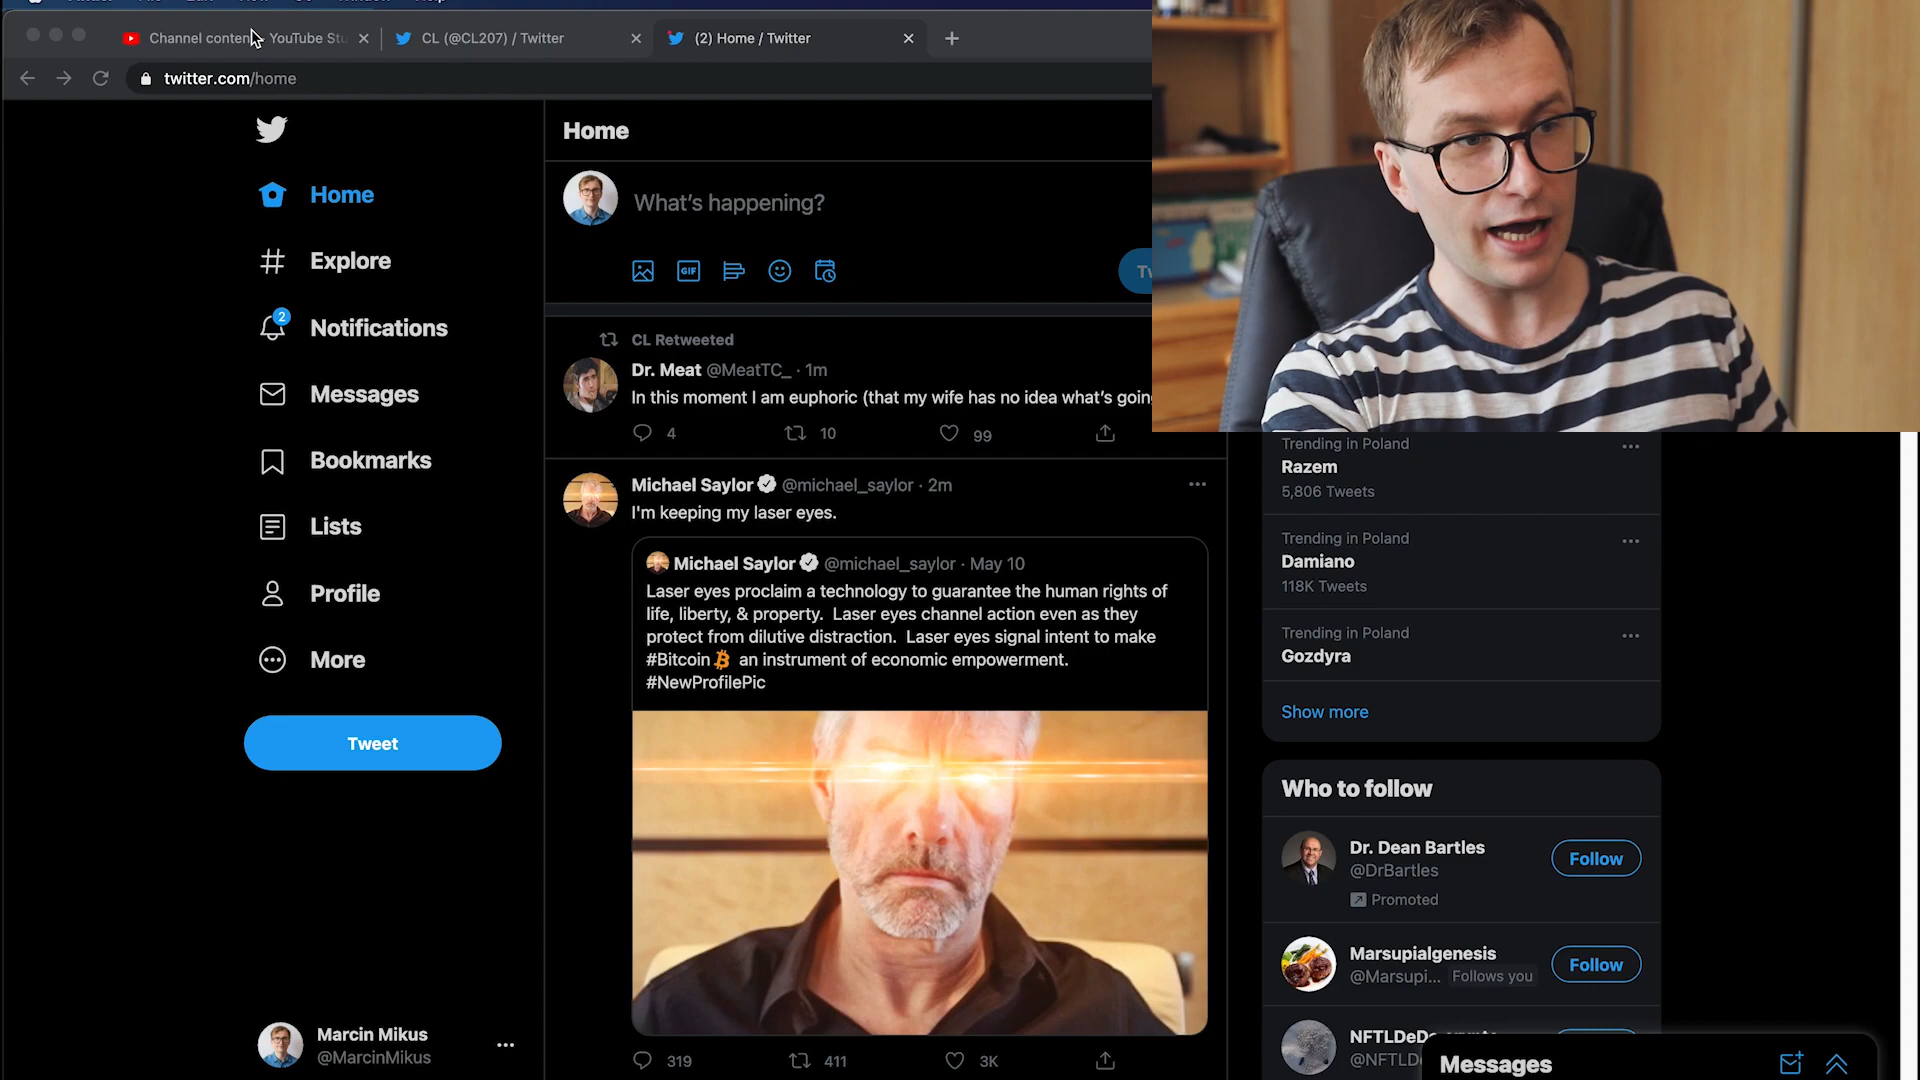 Channel conten YouTube Stu
CL (@CL207) / Twitter
(2) Home / Twitter
twitter.com/home
Home
Explore
2
Notifications
Messages
Bookmarks
Lists
Profile
More
Tweet
Marcin Mikus
@MarcinMikus
Home
What's happening?
GIF
Tw
CL Retweeted
Dr. Meat @MeatTC_ · 1m
In this moment I am euphoric (that my wife has no idea what's goin
4 10 99
Michael Saylor @michael_saylor · 2m
I'm keeping my laser eyes.
Michael Saylor @michael_saylor · May 10
Laser eyes proclaim a technology to guarantee the human rights of
life, liberty, & property. Laser eyes channel action even as they
protect from dilutive distraction. Laser eyes signal intent to make
#Bitcoin an instrument of economic empowerment.
#NewProfilePic
319 411 3K
Trending in Poland
Razem
5,806 Tweets
Trending in Poland
Damiano
118K Tweets
Trending in Poland
Gozdyra
Show more
Who to follow
Dr. Dean Bartles
@DrBartles
Follow
Promoted
Marsupialgenesis
@Marsupi... Follows you
Follow
NFTLDeDe
@NFTLD
Messages